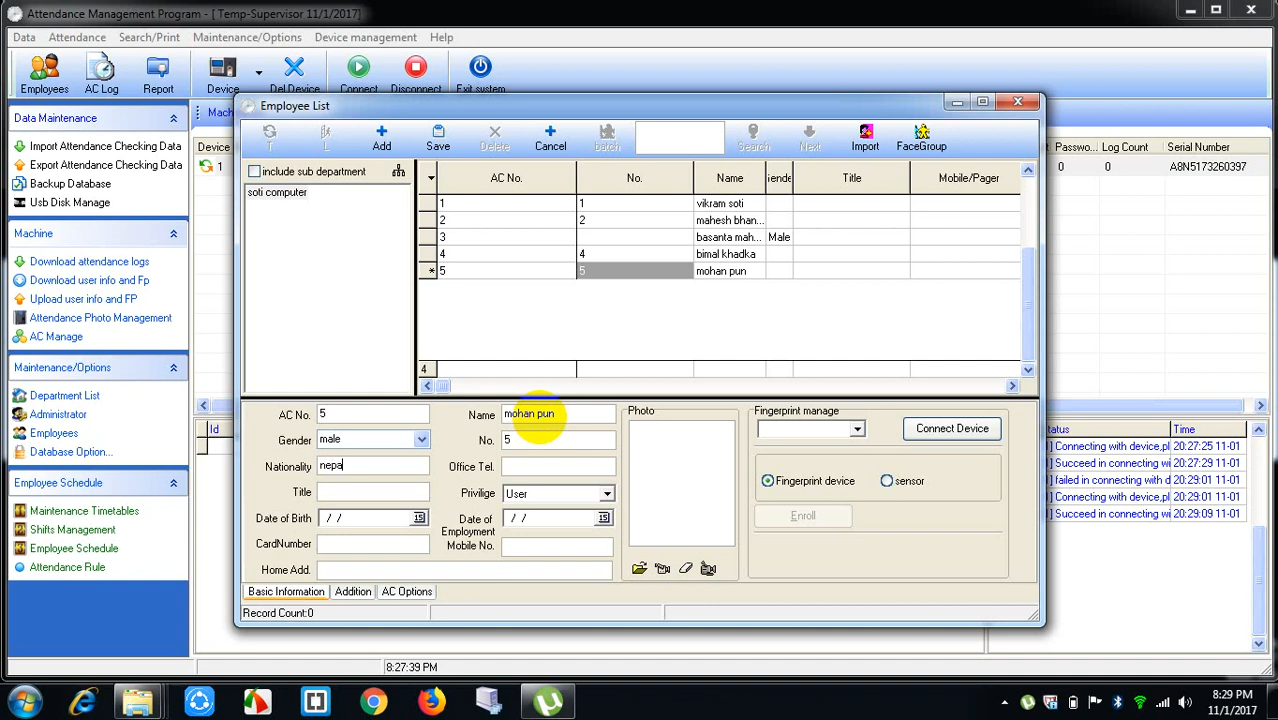 Attendance Management Program - [ Temp-Supervisor 11/1/2017]
Data Attendance Search/Print Maintenance/Options Device management Help
Employees AC Log Report Device Del Device Connect Disconnect Exit system
Data Maintenance
Import Attendance Checking Data
Export Attendance Checking Data
Backup Database
Usb Disk Manage
Machine
Download attendance logs
Download user info and Fp
Upload user info and FP
Attendance Photo Management
AC Manage
Maintenance/Options
Department List
Administrator
Employees
Database Option...
Employee Schedule
Maintenance Timetables
Shifts Management
Employee Schedule
Attendance Rule
Device
1
Id
Employee List
T L Add Save Delete Cancel batch Search Next Import FaceGroup
include sub department
soti computer
AC No. No. Name Title Mobile/Pager
1 1 vikram soti
2 2 mahesh bhan...
3 basanta mah... Male
4 4 bimal khadka
5 5 mohan pun
4
AC No. 5 Name mohan pun
Gender male No. 5
Nationality nepa Office Tel.
Title Privilige User
Date of Birth / / 15 Date of Employment / / 15
CardNumber Mobile No.
Home Add.
Photo
Fingerprint manage
Connect Device
Fingerprint device sensor
Enroll
Basic Information Addition AC Options
Record Count:0
Passwo... Log Count Serial Number
0 0 A8N5173260397
Time
] Connecting with device,pl 20:27:25 11-01
] Succeed in connecting wi 20:27:39 11-01
] failed in connecting with d 20:29:01 11-01
] Connecting with device,pl 20:29:01 11-01
] Succeed in connecting wi 20:29:09 11-01
8:27:39 PM
8:29 PM
11/1/2017